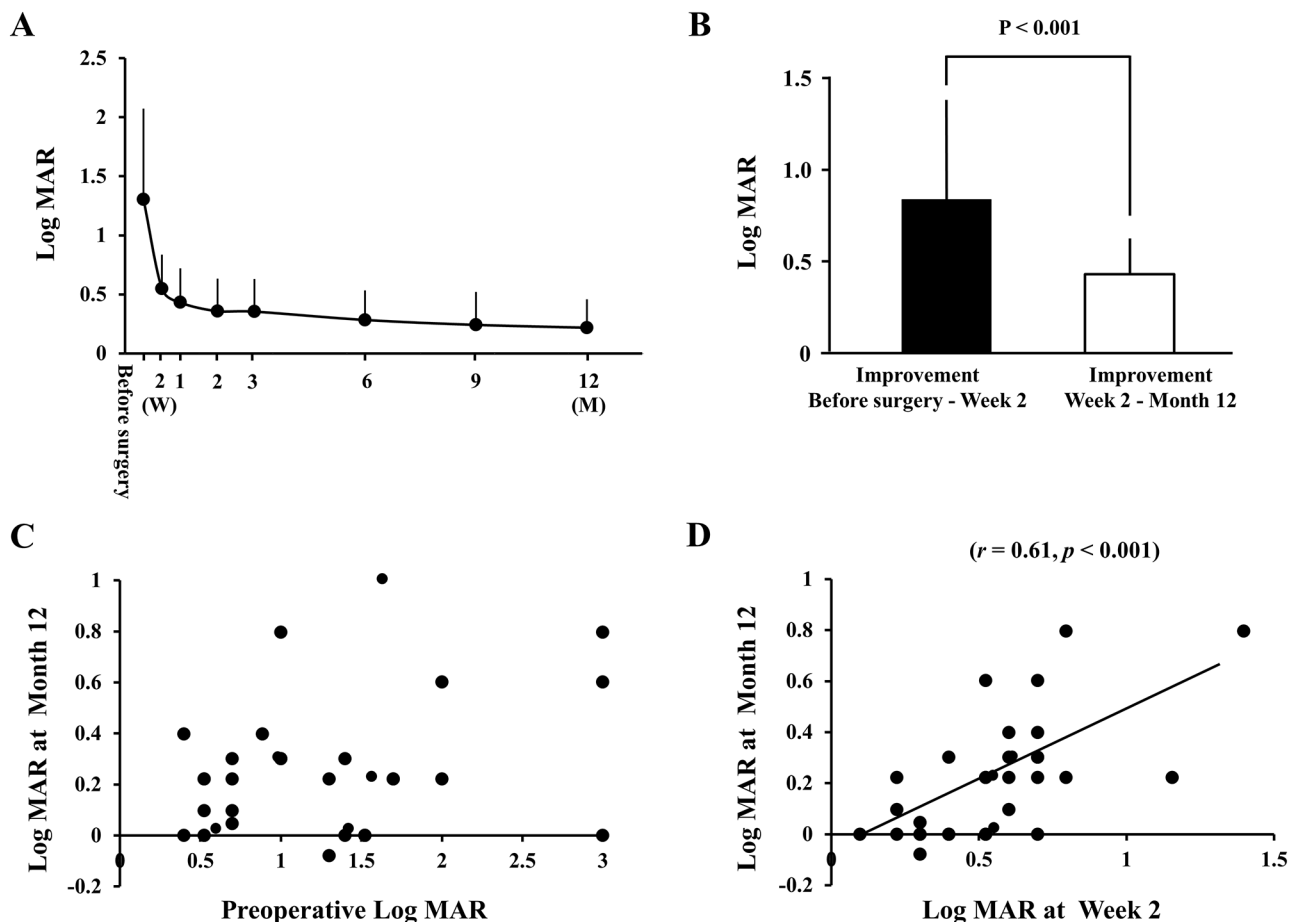 A
2.5
2
1.5
1
0.5
0
Log MAR
Before surgery
2 1 2 3 6 9 12
(W) (M)
B
P < 0.001
1.5
1.0
0.5
0
Log MAR
Improvement
Before surgery - Week 2
Improvement
Week 2 - Month 12
C
1
0.8
0.6
0.4
0.2
0
-0.2
Log MAR at Month 12
0 0.5 1 1.5 2 2.5 3
Preoperative Log MAR
D
(r = 0.61, p < 0.001)
1
0.8
0.6
0.4
0.2
0
-0.2
Log MAR at Month 12
0 0.5 1 1.5
Log MAR at Week 2